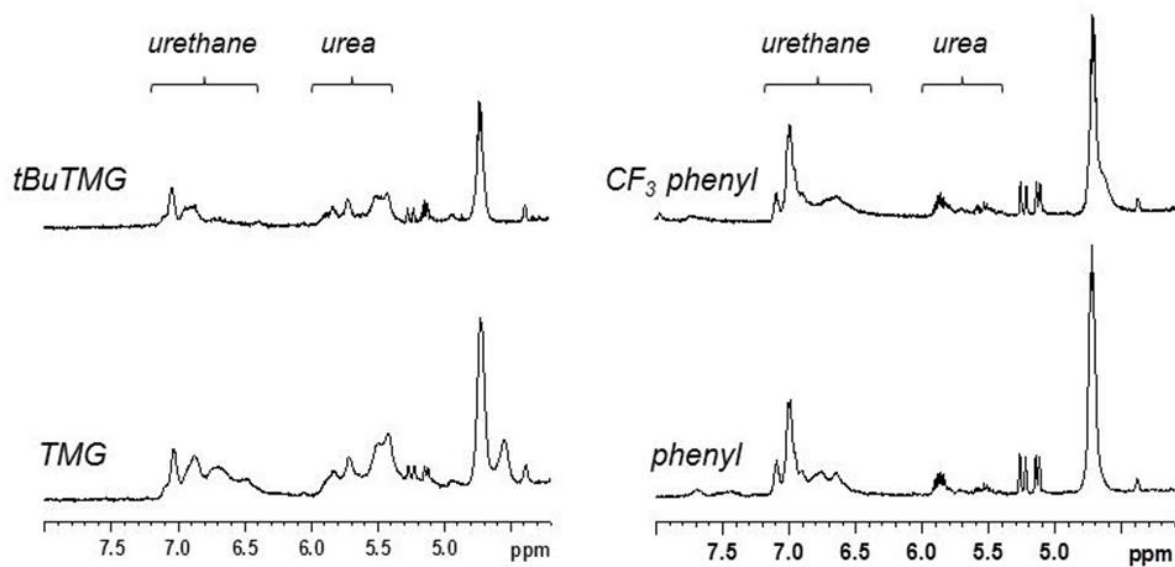 urethane urea
tBuTMG
TMG
7.5 7.0 6.5 6.0 5.5 5.0 ppm
urethane urea
CF₃ phenyl
phenyl
7.5 7.0 6.5 6.0 5.5 5.0 ppm